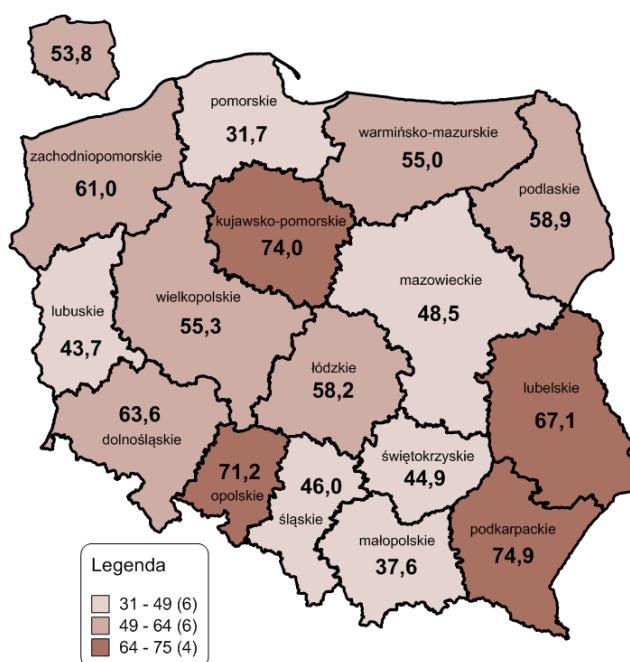 53,8
pomorskie
31,7
warmińsko-mazurskie
55,0
zachodniopomorskie
61,0
podlaskie
58,9
kujawsko-pomorskie
74,0
mazowieckie
48,5
wielkopolskie
55,3
lubuskie
43,7
łódzkie
58,2
lubelskie
67,1
63,6
dolnośląskie
71,2
opolskie
46,0
śląskie
świętokrzyskie
44,9
małopolskie
37,6
podkarpackie
74,9
Legenda
31 - 49 (6)
49 - 64 (6)
64 - 75 (4)